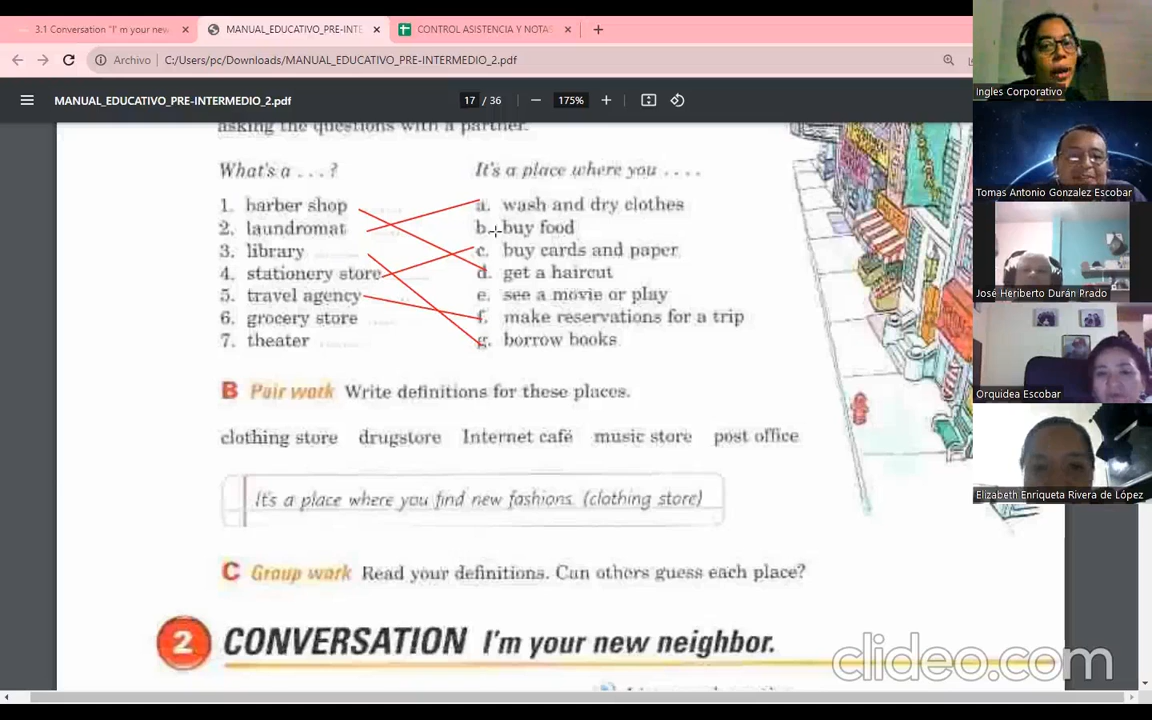 3.1 Conversation "I' m your new
MANUAL_EDUCATIVO_PRE-INTE
CONTROL ASISTENCIA Y NOTAS
Archivo
C:/Users/pc/Downloads/MANUAL_EDUCATIVO_PRE-INTERMEDIO_2.pdf
MANUAL_EDUCATIVO_PRE-INTERMEDIO_2.pdf
17 / 36
175%
asking the questions with a partner.
What's a . . . ?
It's a place where you . . . .
1. barber shop
a. wash and dry clothes
2. laundromat
b. buy food
3. library
c. buy cards and paper
4. stationery store
d. get a haircut
5. travel agency
e. see a movie or play
6. grocery store
f. make reservations for a trip
7. theater
g. borrow books
B Pair work Write definitions for these places.
clothing store drugstore Internet café music store post office
It's a place where you find new fashions. (clothing store)
C Group work Read your definitions. Can others guess each place?
2 CONVERSATION I'm your new neighbor.
Ingles Corporativo
Tomas Antonio Gonzalez Escobar
José Heriberto Durán Prado
Orquidea Escobar
Elizabeth Enriqueta Rivera de López
clideo.com